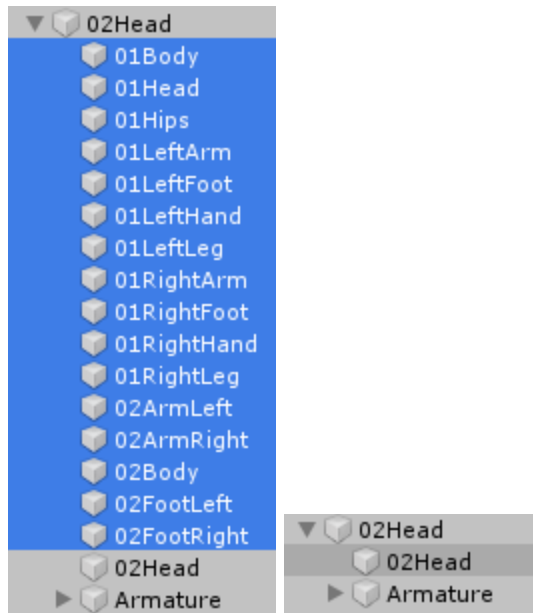 02Head
01Body
01Head
01Hips
01LeftArm
01LeftFoot
01LeftHand
01LeftLeg
01RightArm
01RightFoot
01RightHand
01RightLeg
02ArmLeft
02ArmRight
02Body
02FootLeft
02FootRight
02Head
Armature
02Head
02Head
Armature